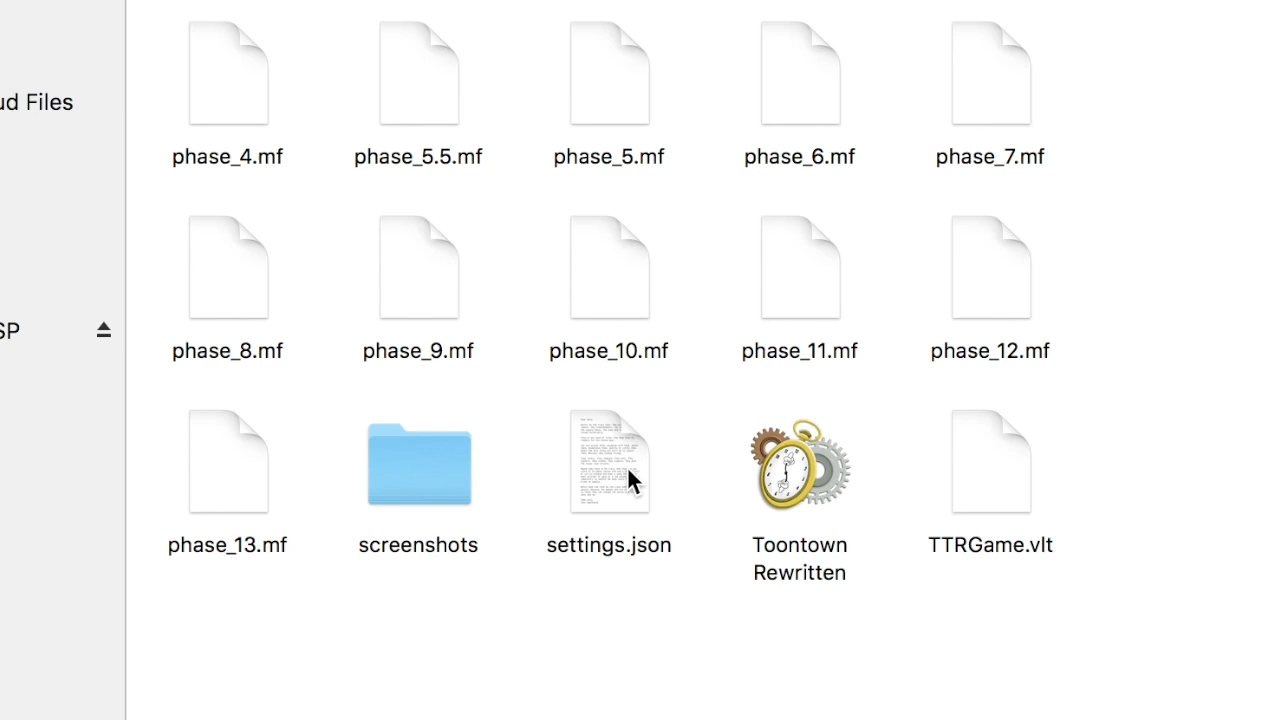 ud Files
phase_4.mf
phase_5.5.mf
phase_5.mf
phase_6.mf
phase_7.mf
SP
phase_8.mf
phase_9.mf
phase_10.mf
phase_11.mf
phase_12.mf
phase_13.mf
screenshots
settings.json
Toontown
Rewritten
TTRGame.vlt